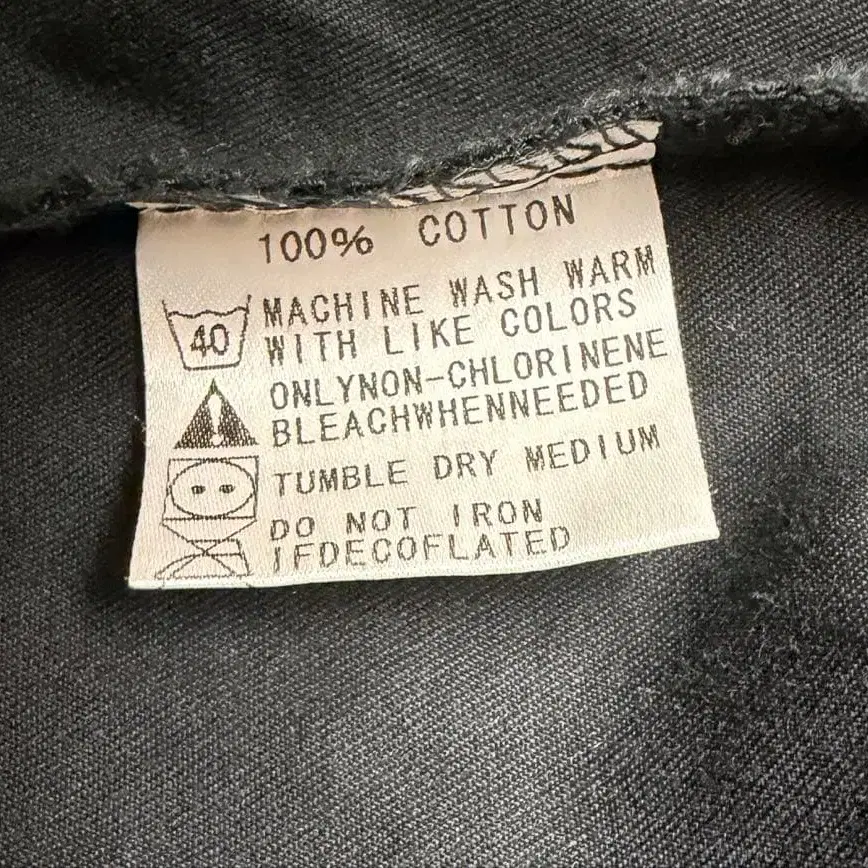 100% COTTON
40
MACHINE WASH WARM
WITH LIKE COLORS
ONLYNON-CHLORINENE
BLEACHWHENNEEDED
TUMBLE DRY MEDIUM
DO NOT IRON
IFDECOFLATED